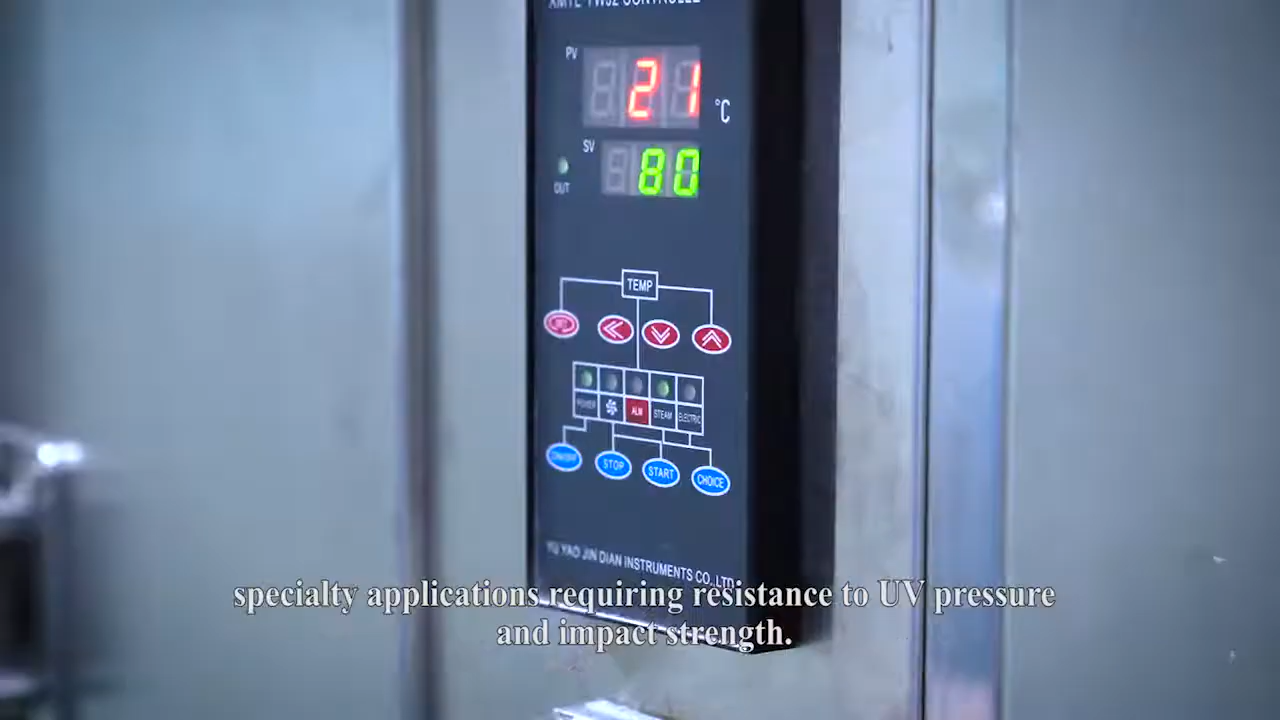 PV
21
°C
SV
80
OUT
TEMP
ALM
STEAM
ELECTRIC
STOP
START
CHOICE
YU YAO JIN DIAN INSTRUMENTS CO.,LTD
specialty applications requiring resistance to UV pressure
and impact strength.